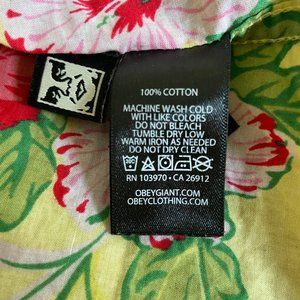 100% COTTON
MACHINE WASH COLD
WITH LIKE COLORS
DO NOT BLEACH
TUMBLE DRY LOW
WARM IRON AS NEEDED
DO NOT DRY CLEAN
RN 103970 • CA 26912
OBEYGIANT.COM
OBEYCLOTHING.COM